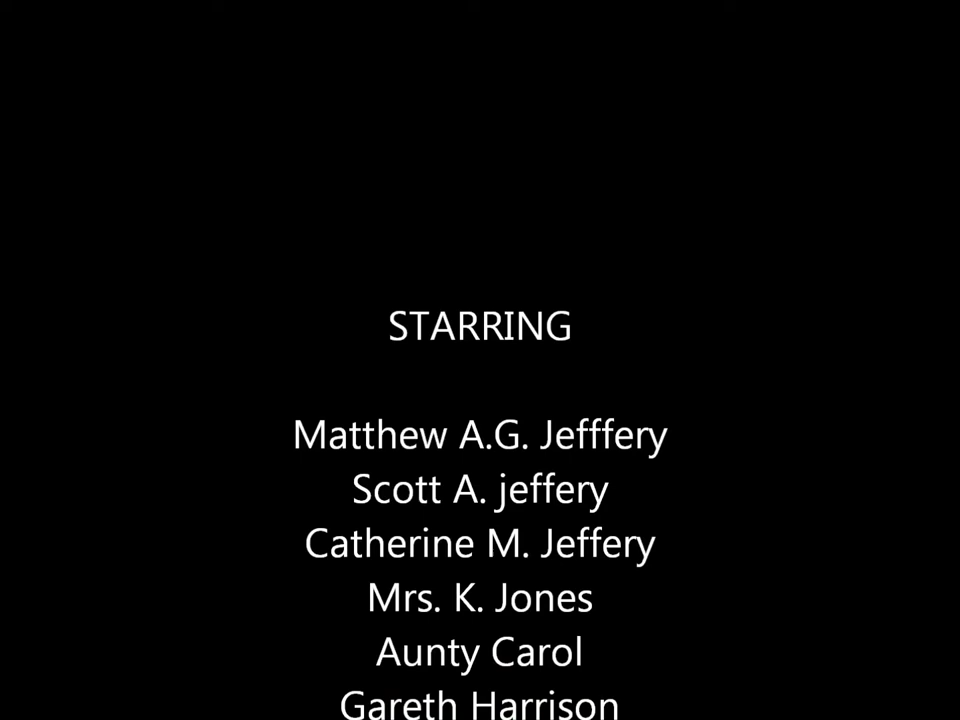 STARRING
Matthew A.G. Jefffery
Scott A. jeffery
Catherine M. Jeffery
Mrs. K. Jones
Aunty Carol
Gareth Harrison